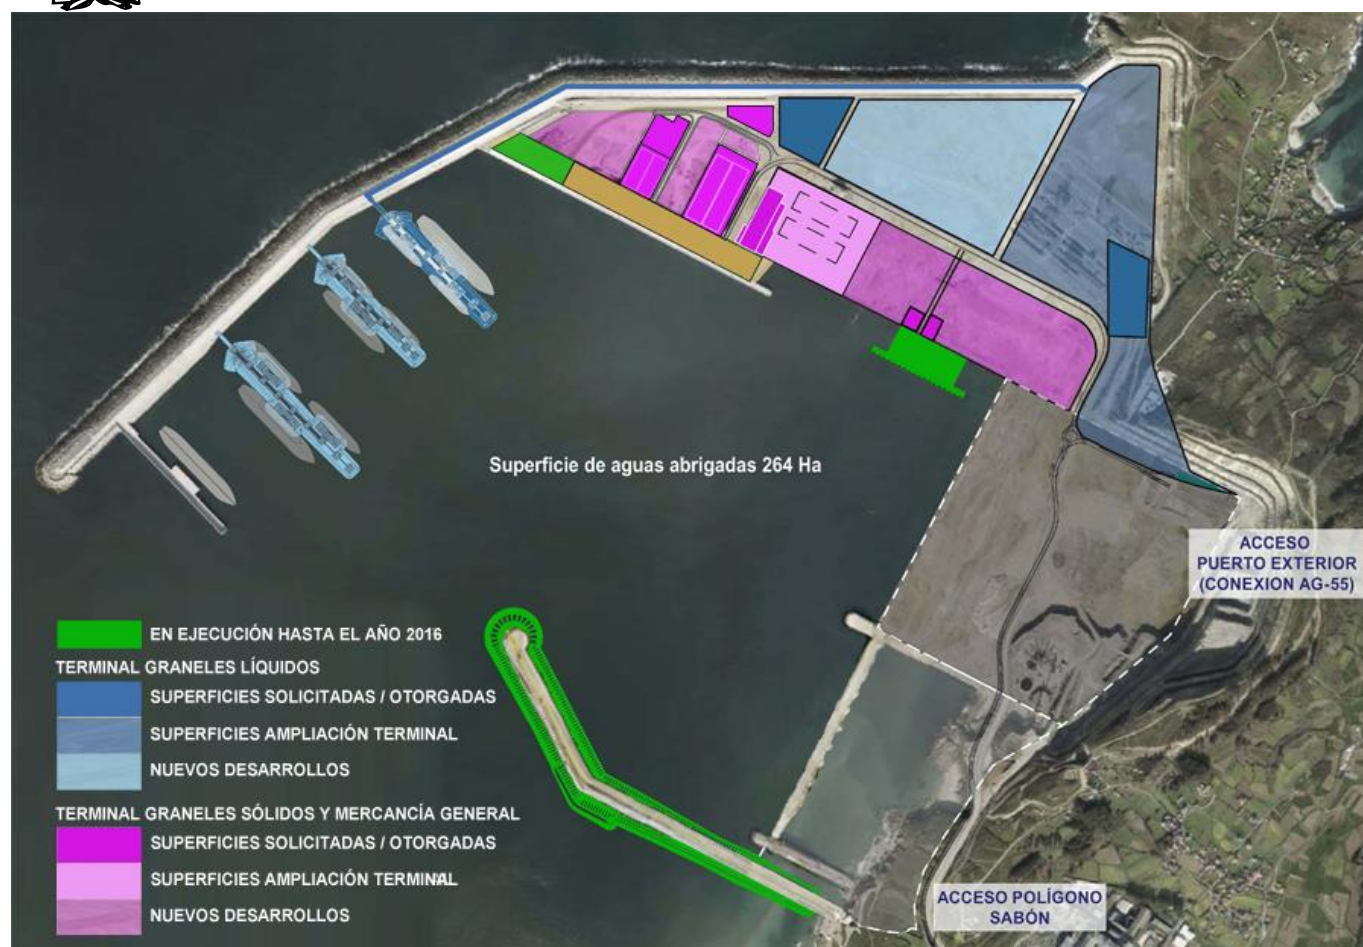 Superficie de aguas abrigadas 264 Ha
ACCESO
PUERTO EXTERIOR
(CONEXION AG-55)
EN EJECUCIÓN HASTA EL AÑO 2016
TERMINAL GRANELES LÍQUIDOS
SUPERFICIES SOLICITADAS / OTORGADAS
SUPERFICIES AMPLIACIÓN TERMINAL
NUEVOS DESARROLLOS
TERMINAL GRANELES SÓLIDOS Y MERCANCÍA GENERAL
SUPERFICIES SOLICITADAS / OTORGADAS
SUPERFICIES AMPLIACIÓN TERMINAL
NUEVOS DESARROLLOS
ACCESO POLÍGONO
SABÓN